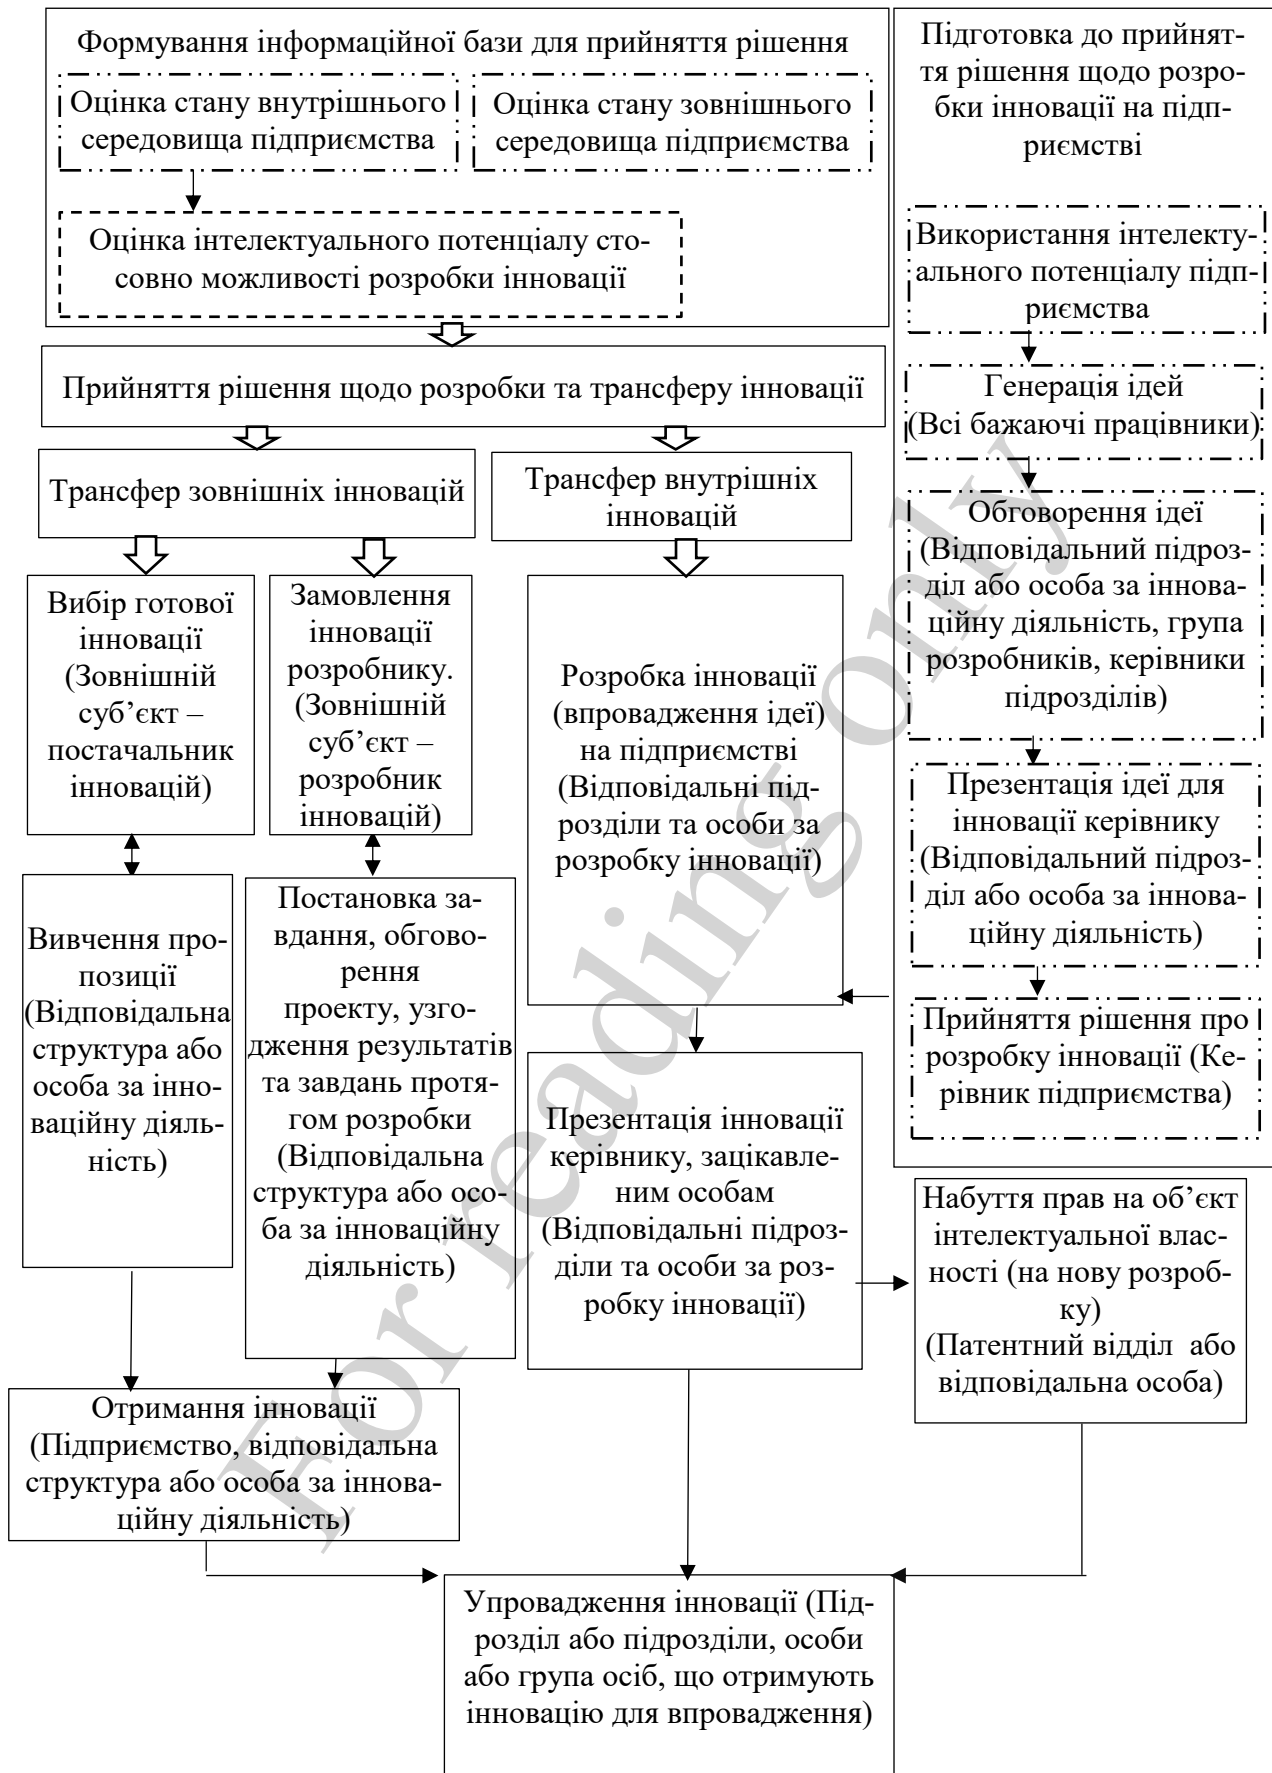 Формування інформаційної бази для прийняття рішення
Оцінка стану внутрішнього
середовища підприємства
Оцінка стану зовнішнього
середовища підприємства
Оцінка інтелектуального потенціалу сто-
совно можливості розробки інновації
Прийняття рішення щодо розробки та трансферу інновації
Трансфер зовнішніх інновацій
Трансфер внутрішніх
інновацій
Вибір готової
інновації
(Зовнішній
суб’єкт –
постачальник
інновацій)
Замовлення
інновації
розробнику.
(Зовнішній
суб’єкт –
розробник
інновацій)
Розробка інновації
(впровадження ідеї)
на підприємстві
(Відповідальні під-
розділи та особи за
розробку інновації)
Вивчення про-
позиції
(Відповідальна
структура або
особа за інно-
ваційну діяль-
ність)
Постановка за-
вдання, обгово-
рення
проекту, узго-
дження результатів
та завдань протя-
гом розробки
(Відповідальна
структура або осо-
ба за інноваційну
діяльність)
Презентація інновації
керівнику, зацікавле-
ним особам
(Відповідальні підроз-
діли та особи за роз-
робку інновації)
Отримання інновації
(Підприємство, відповідальна
структура або особа за іннова-
ційну діяльність)
Підготовка до прийнят-
тя рішення щодо розро-
бки інновації на підп-
риємстві
Використання інтелекту-
ального потенціалу підп-
риємства
Генерація ідей
(Всі бажаючі працівники)
Обговорення ідеї
(Відповідальний підроз-
діл або особа за іннова-
ційну діяльність, група
розробників, керівники
підрозділів)
Презентація ідеї для
інновації керівнику
(Відповідальний підроз-
діл або особа за іннова-
ційну діяльність)
Прийняття рішення про
розробку інновації (Ке-
рівник підприємства)
Набуття прав на об’єкт
інтелектуальної влас-
ності (на нову розроб-
ку)
(Патентний відділ або
відповідальна особа)
Упровадження інновації (Під-
розділ або підрозділи, особи
або група осіб, що отримують
інновацію для впровадження)
For reading only